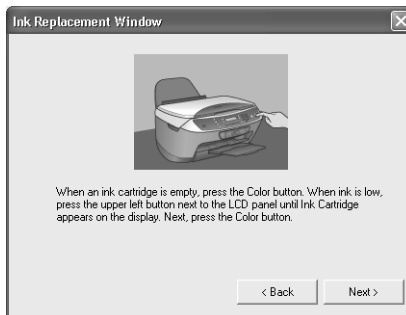 Ink Replacement Window
When an ink cartridge is empty, press the Color button. When ink is low,
press the upper left button next to the LCD panel until Ink Cartridge
appears on the display. Next, press the Color button.
< Back Next >